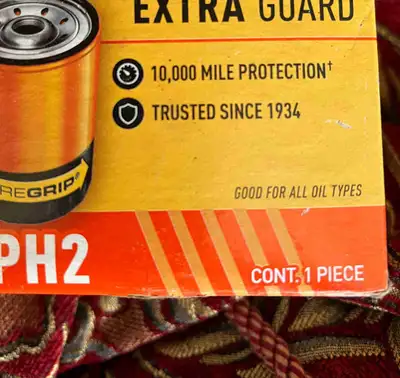 EXTRA GUARD
10,000 MILE PROTECTION†
TRUSTED SINCE 1934
REGRIP®
GOOD FOR ALL OIL TYPES
PH2
CONT. 1 PIECE